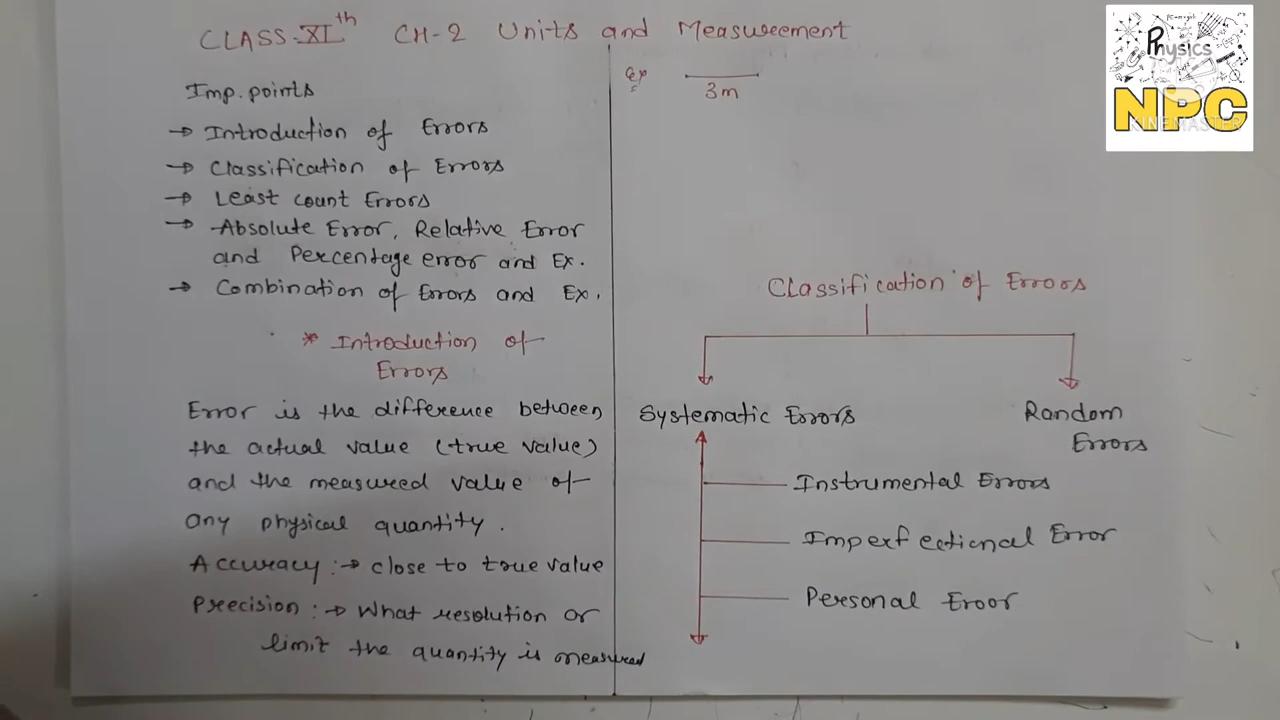 CLASS-XIth CH-2 Units and Measurement
Imp. points
→ Introduction of Errors
→ Classification of Errors
→ Least count Errors
→ Absolute Error, Relative Error
and Percentage error and Ex.
→ Combination of Errors and Ex.
* Introduction of
Errors
Error is the difference between
the actual value (true value)
and the measured value of
any physical quantity.
Accuracy :→ close to true value
Precision :→ What resolution or
limit the quantity is measured
Ex
3m
Classification of Errors
Systematic Errors
Random
Errors
Instrumental Errors
Imperfectional Error
Personal Error
Physics
NPC
KINEMASTER